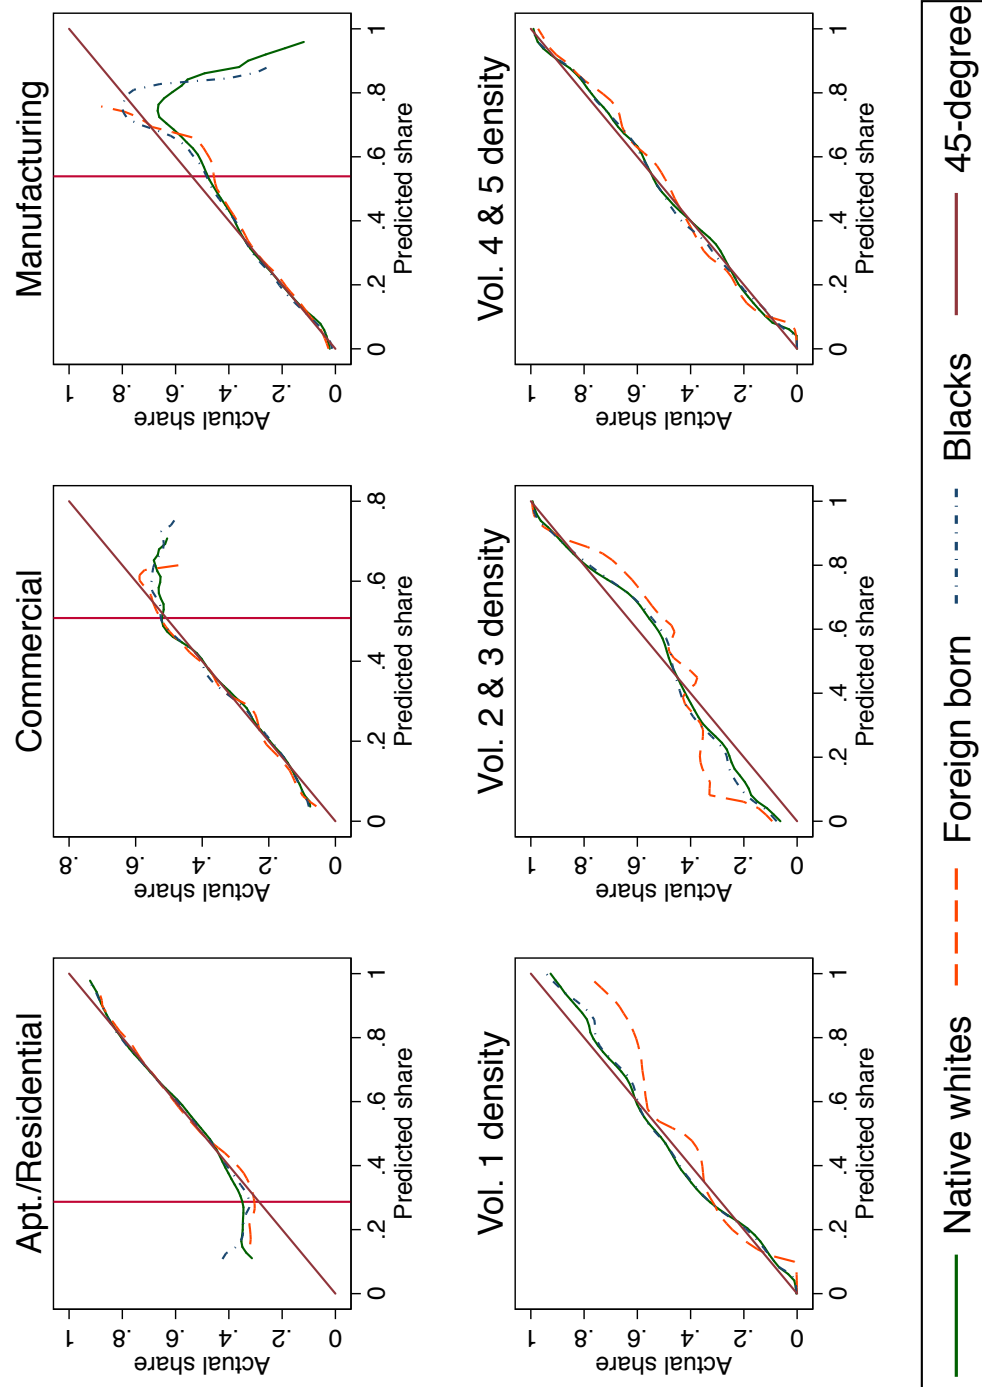 Apt./Residential
Commercial
Manufacturing
Actual share
0 .2 .4 .6 .8 1
Predicted share
0 .2 .4 .6 .8 1
Actual share
0 .2 .4 .6 .8
Predicted share
0 .2 .4 .6 .8
Actual share
0 .2 .4 .6 .8 1
Predicted share
0 .2 .4 .6 .8 1
Vol. 1 density
Vol. 2 & 3 density
Vol. 4 & 5 density
Actual share
0 .2 .4 .6 .8 1
Predicted share
0 .2 .4 .6 .8 1
Actual share
0 .2 .4 .6 .8 1
Predicted share
0 .2 .4 .6 .8 1
Actual share
0 .2 .4 .6 .8 1
Predicted share
0 .2 .4 .6 .8 1
Native whites Foreign born Blacks 45-degree